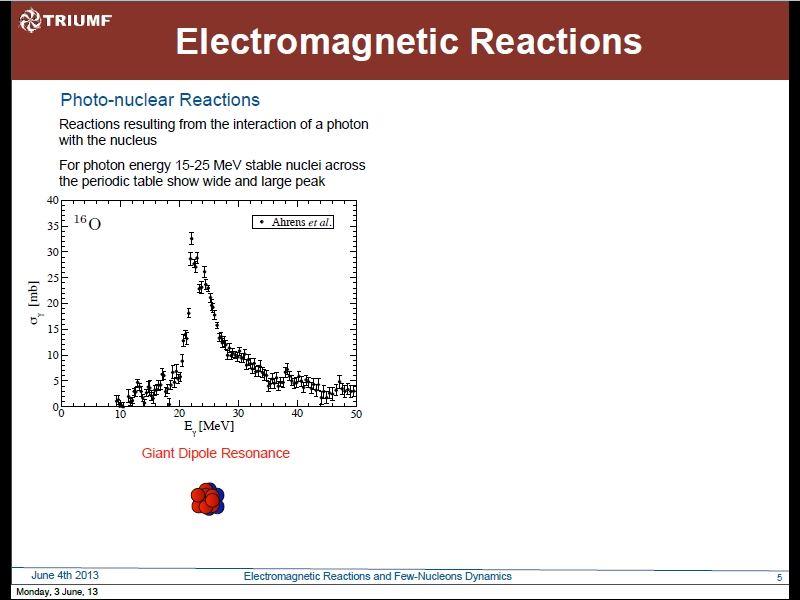 TRIUMF
Electromagnetic Reactions
Photo-nuclear Reactions
Reactions resulting from the interaction of a photon
with the nucleus
For photon energy 15-25 MeV stable nuclei across
the periodic table show wide and large peak
40
35
30
25
20
15
10
5
0
¹⁶O
Ahrens et al.
σγ [mb]
0 10 20 30 40 50
Eγ [MeV]
Giant Dipole Resonance
June 4th 2013
Electromagnetic Reactions and Few-Nucleons Dynamics
5
Monday, 3 June, 13